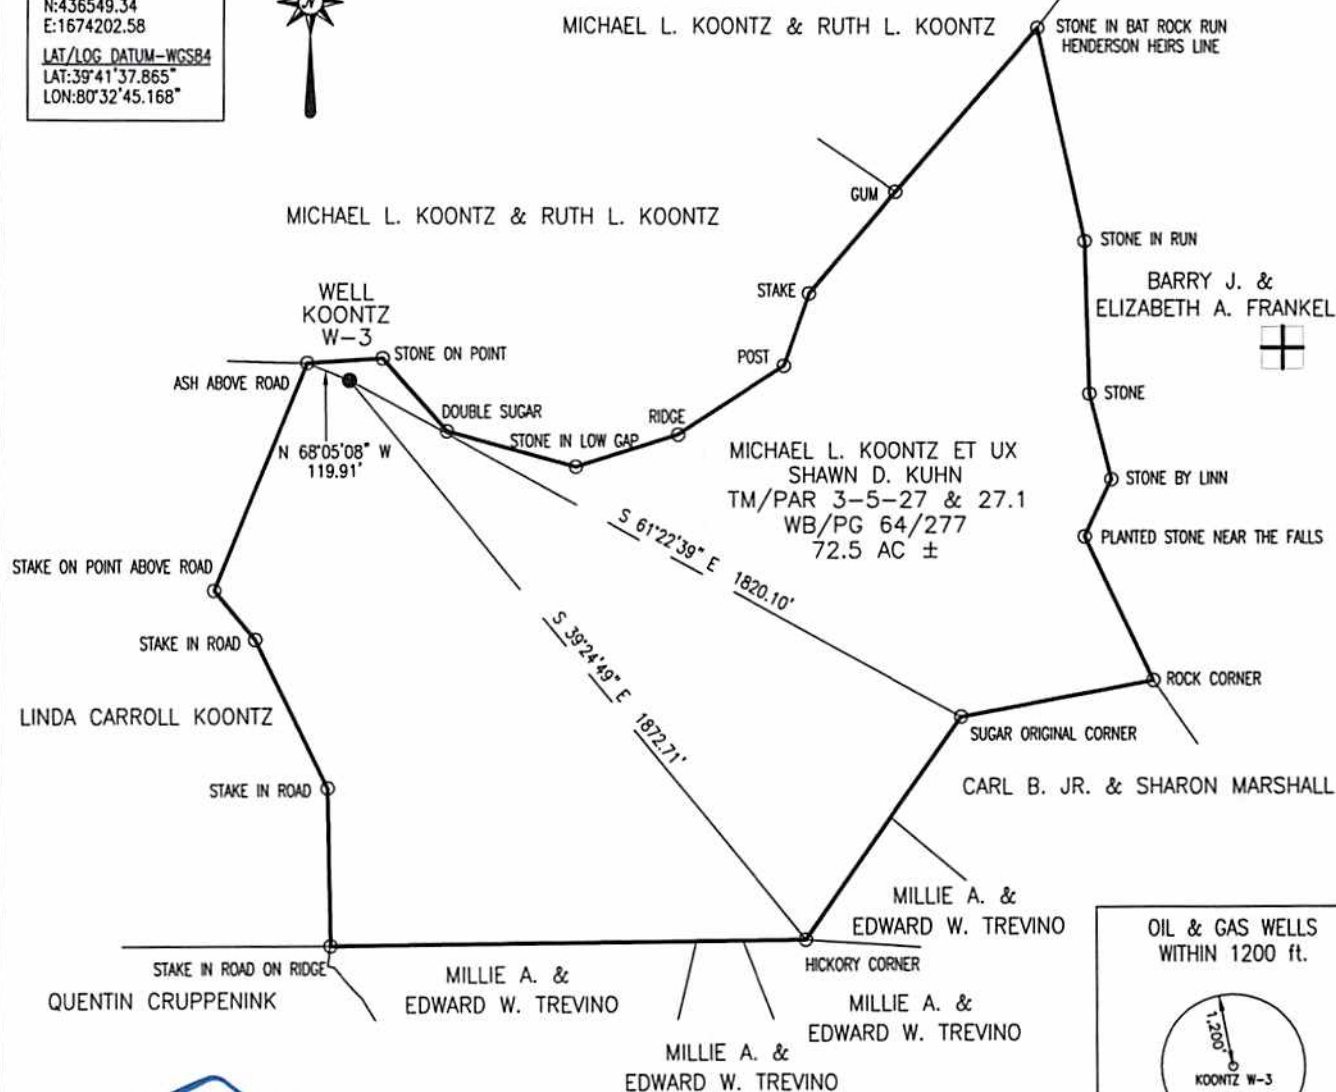 N:436549.34
E:1674202.58
LAT/LOG DATUM-WGS84
LAT:39°41'37.865"
LON:80°32'45.168"
N
MICHAEL L. KOONTZ & RUTH L. KOONTZ
STONE IN BAT ROCK RUN
HENDERSON HEIRS LINE
GUM
MICHAEL L. KOONTZ & RUTH L. KOONTZ
STONE IN RUN
BARRY J. &
ELIZABETH A. FRANKEL
WELL
KOONTZ
W-3
STAKE
STONE ON POINT
POST
ASH ABOVE ROAD
STONE
DOUBLE SUGAR
RIDGE
STONE IN LOW GAP
N 68°05'08" W
119.91'
MICHAEL L. KOONTZ ET UX
SHAWN D. KUHN
TM/PAR 3-5-27 & 27.1
WB/PG 64/277
72.5 AC ±
STONE BY LINN
PLANTED STONE NEAR THE FALLS
S 61°22'39" E 1820.10'
STAKE ON POINT ABOVE ROAD
STAKE IN ROAD
S 39°24'49" E 1872.71'
ROCK CORNER
LINDA CARROLL KOONTZ
SUGAR ORIGINAL CORNER
STAKE IN ROAD
CARL B. JR. & SHARON MARSHALL
MILLIE A. &
EDWARD W. TREVINO
STAKE IN ROAD ON RIDGE
HICKORY CORNER
QUENTIN CRUPPENINK
MILLIE A. &
EDWARD W. TREVINO
MILLIE A. &
EDWARD W. TREVINO
MILLIE A. &
EDWARD W. TREVINO
OIL & GAS WELLS
WITHIN 1200 ft.
1,200'
KOONTZ W-3